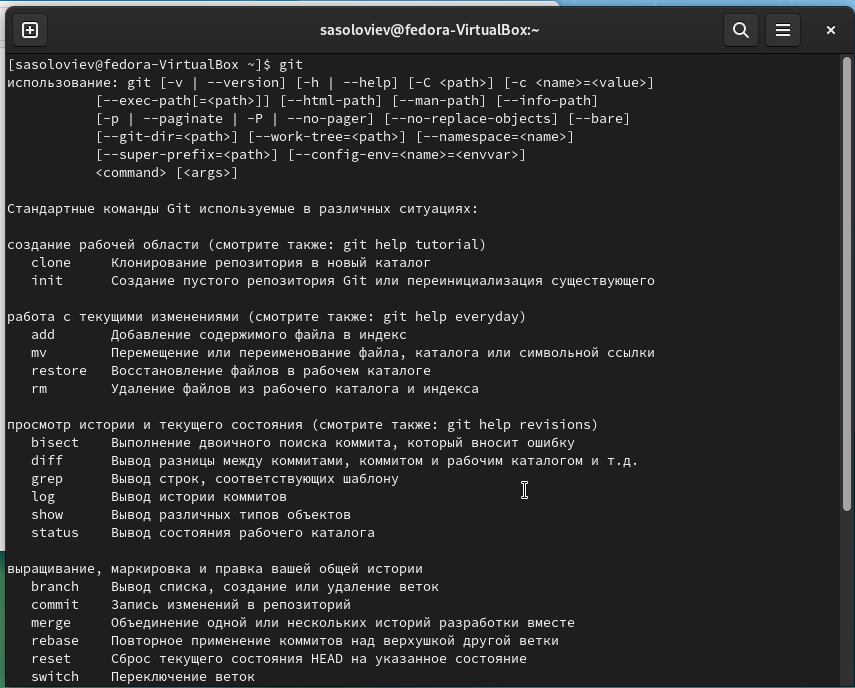 sasoloviev@fedora-VirtualBox:~
[sasoloviev@fedora-VirtualBox ~]$ git
использование: git [-v | --version] [-h | --help] [-C <path>] [-c <name>=<value>]
           [--exec-path[=<path>]] [--html-path] [--man-path] [--info-path]
           [-p | --paginate | -P | --no-pager] [--no-replace-objects] [--bare]
           [--git-dir=<path>] [--work-tree=<path>] [--namespace=<name>]
           [--super-prefix=<path>] [--config-env=<name>=<envvar>]
           <command> [<args>]
Стандартные команды Git используемые в различных ситуациях:
создание рабочей области (смотрите также: git help tutorial)
   clone     Клонирование репозитория в новый каталог
   init      Создание пустого репозитория Git или переинициализация существующего
работа с текущими изменениями (смотрите также: git help everyday)
   add       Добавление содержимого файла в индекс
   mv        Перемещение или переименование файла, каталога или символьной ссылки
   restore   Восстановление файлов в рабочем каталоге
   rm        Удаление файлов из рабочего каталога и индекса
просмотр истории и текущего состояния (смотрите также: git help revisions)
   bisect    Выполнение двоичного поиска коммита, который вносит ошибку
   diff      Вывод разницы между коммитами, коммитом и рабочим каталогом и т.д.
   grep      Вывод строк, соответствующих шаблону
   log       Вывод истории коммитов
   show      Вывод различных типов объектов
   status    Вывод состояния рабочего каталога
выращивание, маркировка и правка вашей общей истории
   branch    Вывод списка, создание или удаление веток
   commit    Запись изменений в репозиторий
   merge     Объединение одной или нескольких историй разработки вместе
   rebase    Повторное применение коммитов над верхушкой другой ветки
   reset     Сброс текущего состояния HEAD на указанное состояние
   switch    Переключение веток